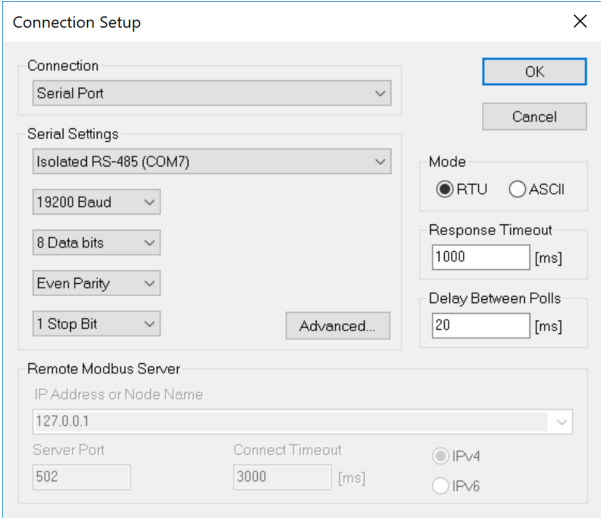 Connection Setup
Connection
OK
Serial Port
Cancel
Serial Settings
Isolated RS-485 (COM7)
Mode
RTU ASCII
19200 Baud
Response Timeout
8 Data bits
1000 [ms]
Even Parity
Delay Between Polls
1 Stop Bit
Advanced...
20 [ms]
Remote Modbus Server
IP Address or Node Name
127.0.0.1
Server Port Connect Timeout
IPv4
502 3000 [ms]
IPv6